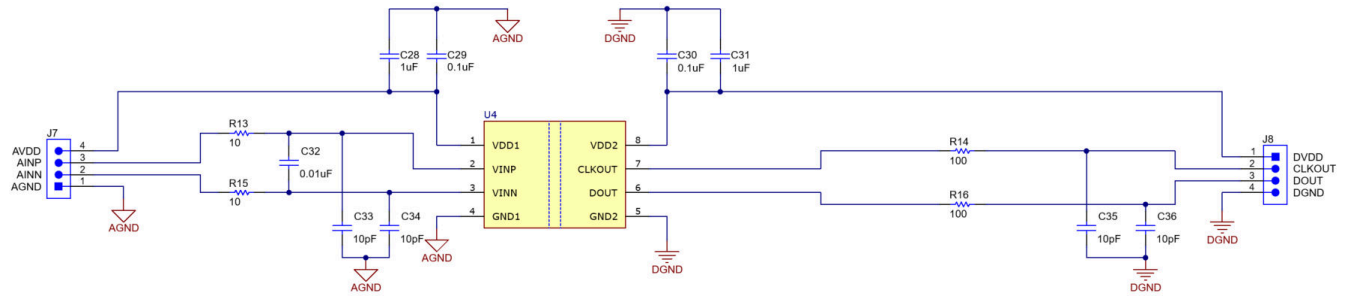 AGND
DGND
C28
1uF
C29
0.1uF
C30
0.1uF
C31
1uF
U4
J7
AVDD 4
AINP 3
AINN 2
AGND 1
AGND
R13
10
R15
10
C32
0.01uF
C33
10pF
C34
10pF
AGND
AGND
1 VDD1
2 VINP
3 VINN
4 GND1
VDD2 8
CLKOUT 7
DOUT 6
GND2 5
DGND
R14
100
R16
100
C35
10pF
C36
10pF
DGND
J8
1 DVDD
2 CLKOUT
3 DOUT
4 DGND
DGND